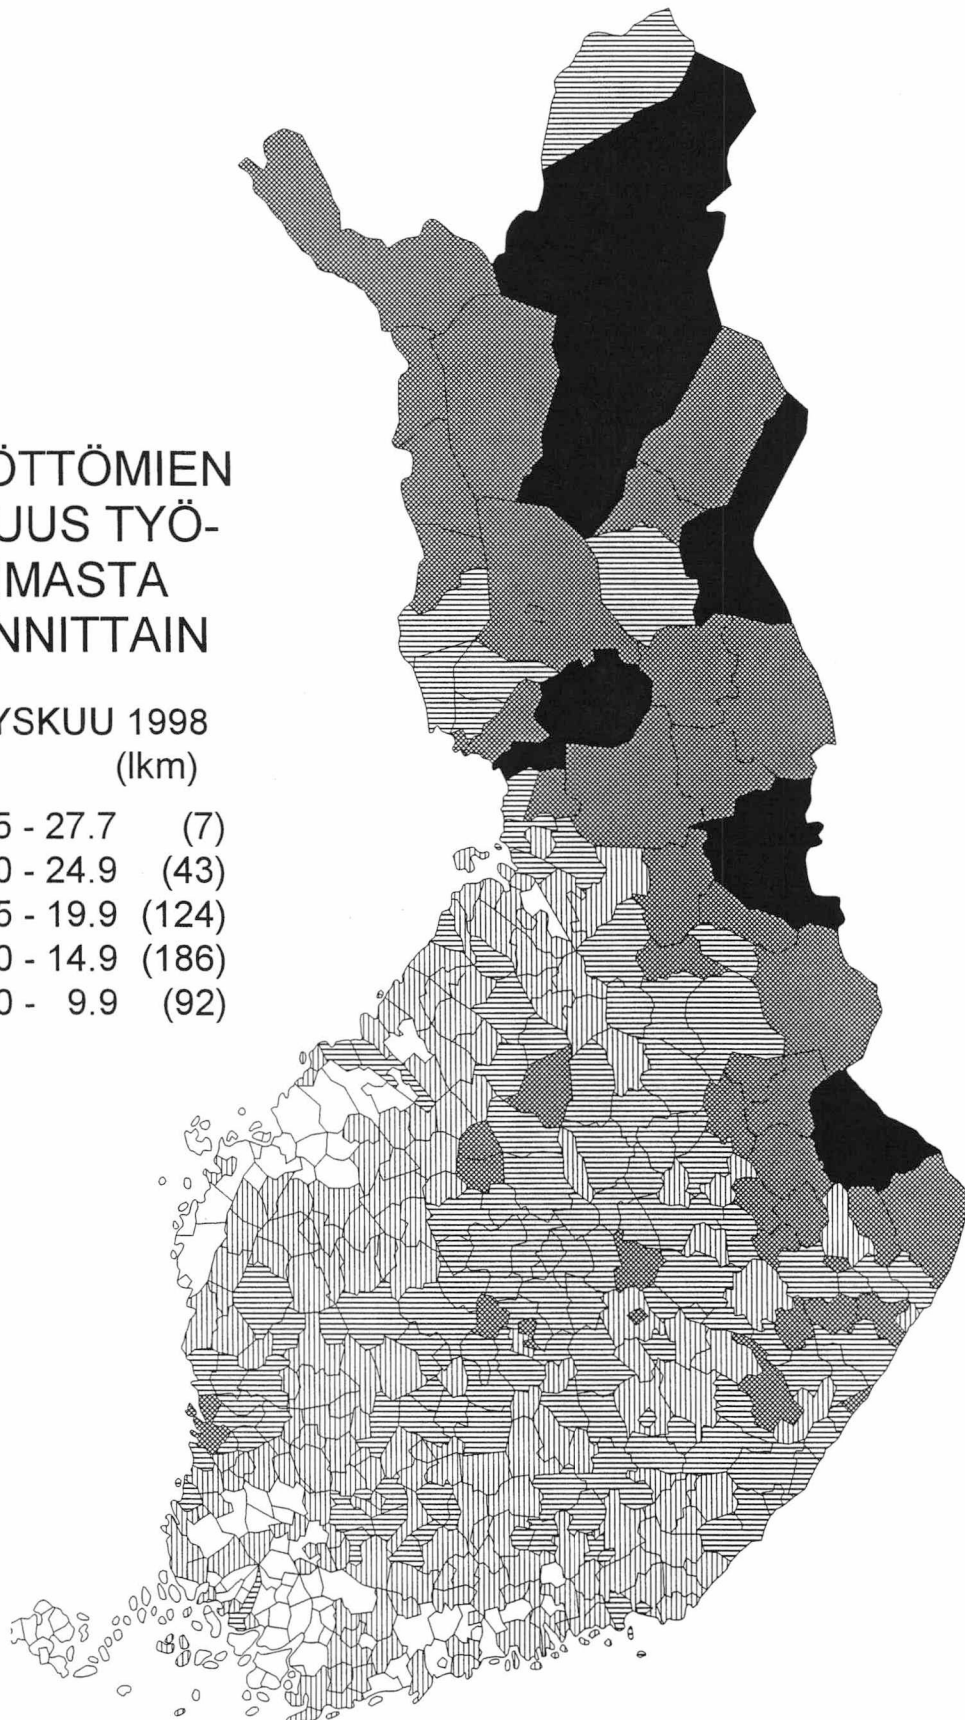 ÖTTÖMIEN
UUS TYÖ-
MASTA
NNITTAIN
YSKUU 1998
(lkm)
5 - 27.7 (7)
0 - 24.9 (43)
5 - 19.9 (124)
0 - 14.9 (186)
0 - 9.9 (92)